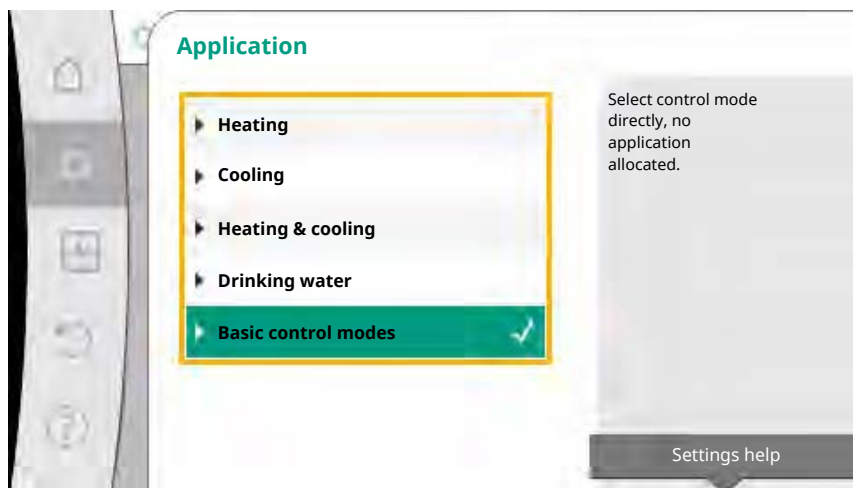 Application
Heating
Cooling
Heating & cooling
Drinking water
Basic control modes
Select control mode
directly, no
application
allocated.
Settings help